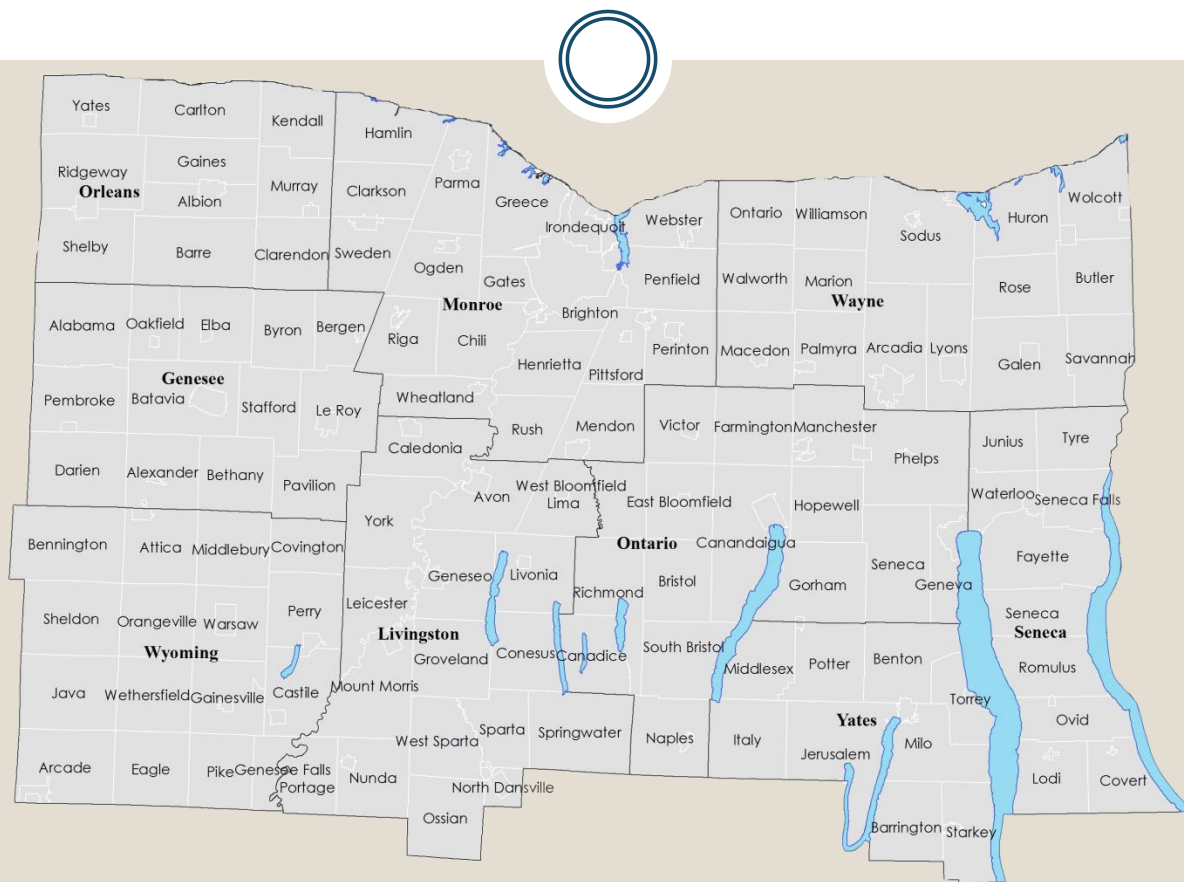 Yates
Carlton
Kendall
Hamlin
Ridgeway
Orleans
Gaines
Albion
Murray
Clarkson
Parma
Greece
Irondequoit
Webster
Ontario
Williamson
Sodus
Huron
Wolcott
Shelby
Barre
Clarendon
Sweden
Ogden
Gates
Monroe
Penfield
Walworth
Marion
Wayne
Rose
Butler
Alabama
Oakfield
Elba
Byron
Bergen
Riga
Chili
Brighton
Henrietta
Pittsford
Perinton
Macedon
Palmyra
Arcadia
Lyons
Galen
Savannah
Genesee
Pembroke
Batavia
Stafford
Le Roy
Wheatland
Rush
Mendon
Victor
Farmington
Manchester
Phelps
Junius
Tyre
Darien
Alexander
Bethany
Pavilion
Caledonia
Avon
West Bloomfield
Lima
East Bloomfield
Hopewell
Waterloo
Seneca Falls
York
Bennington
Attica
Middlebury
Covington
Geneseo
Livonia
Ontario
Canandaigua
Richmond
Bristol
Gorham
Seneca
Geneva
Fayette
Sheldon
Orangeville
Warsaw
Perry
Leicester
Wyoming
Livingston
Groveland
Conesus
Canadice
South Bristol
Middlesex
Potter
Benton
Seneca
Seneca
Romulus
Java
Wethersfield
Gainesville
Castile
Mount Morris
Torrey
Ovid
Yates
Arcade
Eagle
Pike
Genesee Falls
Portage
Nunda
West Sparta
Sparta
Springwater
Naples
Italy
Jerusalem
Milo
Lodi
Covert
North Dansville
Ossian
Barrington
Starkey